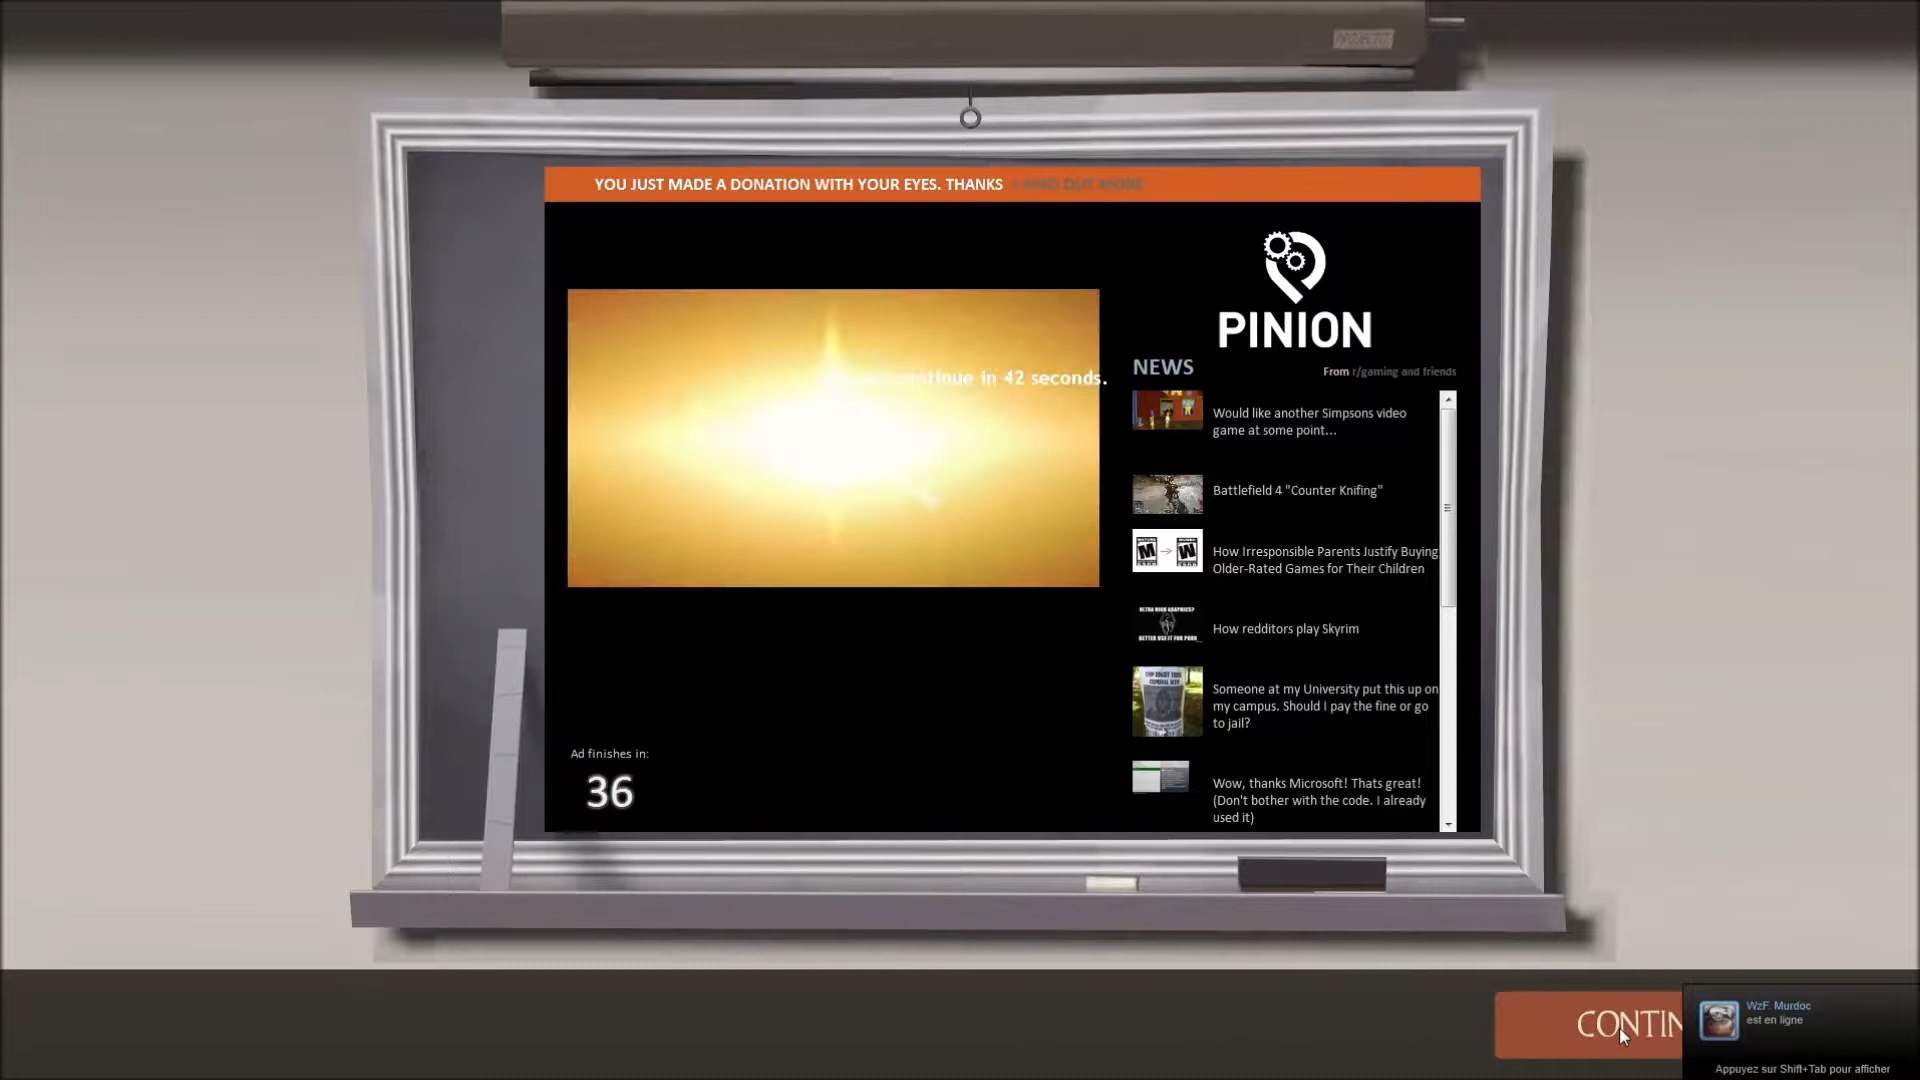 YOU JUST MADE A DONATION WITH YOUR EYES. THANKS
+ FIND OUT MORE
PINION
NEWS
From r/gaming and friends
continue in 42 seconds.
Would like another Simpsons video
game at some point...
Battlefield 4 "Counter Knifing"
How Irresponsible Parents Justify Buying
Older-Rated Games for Their Children
How redditors play Skyrim
Someone at my University put this up on
my campus. Should I pay the fine or go
to jail?
Wow, thanks Microsoft! Thats great!
(Don't bother with the code. I already
used it)
Ad finishes in:
36
CONTIN
WzF. Murdoc
est en ligne
Appuyez sur Shift+Tab pour afficher